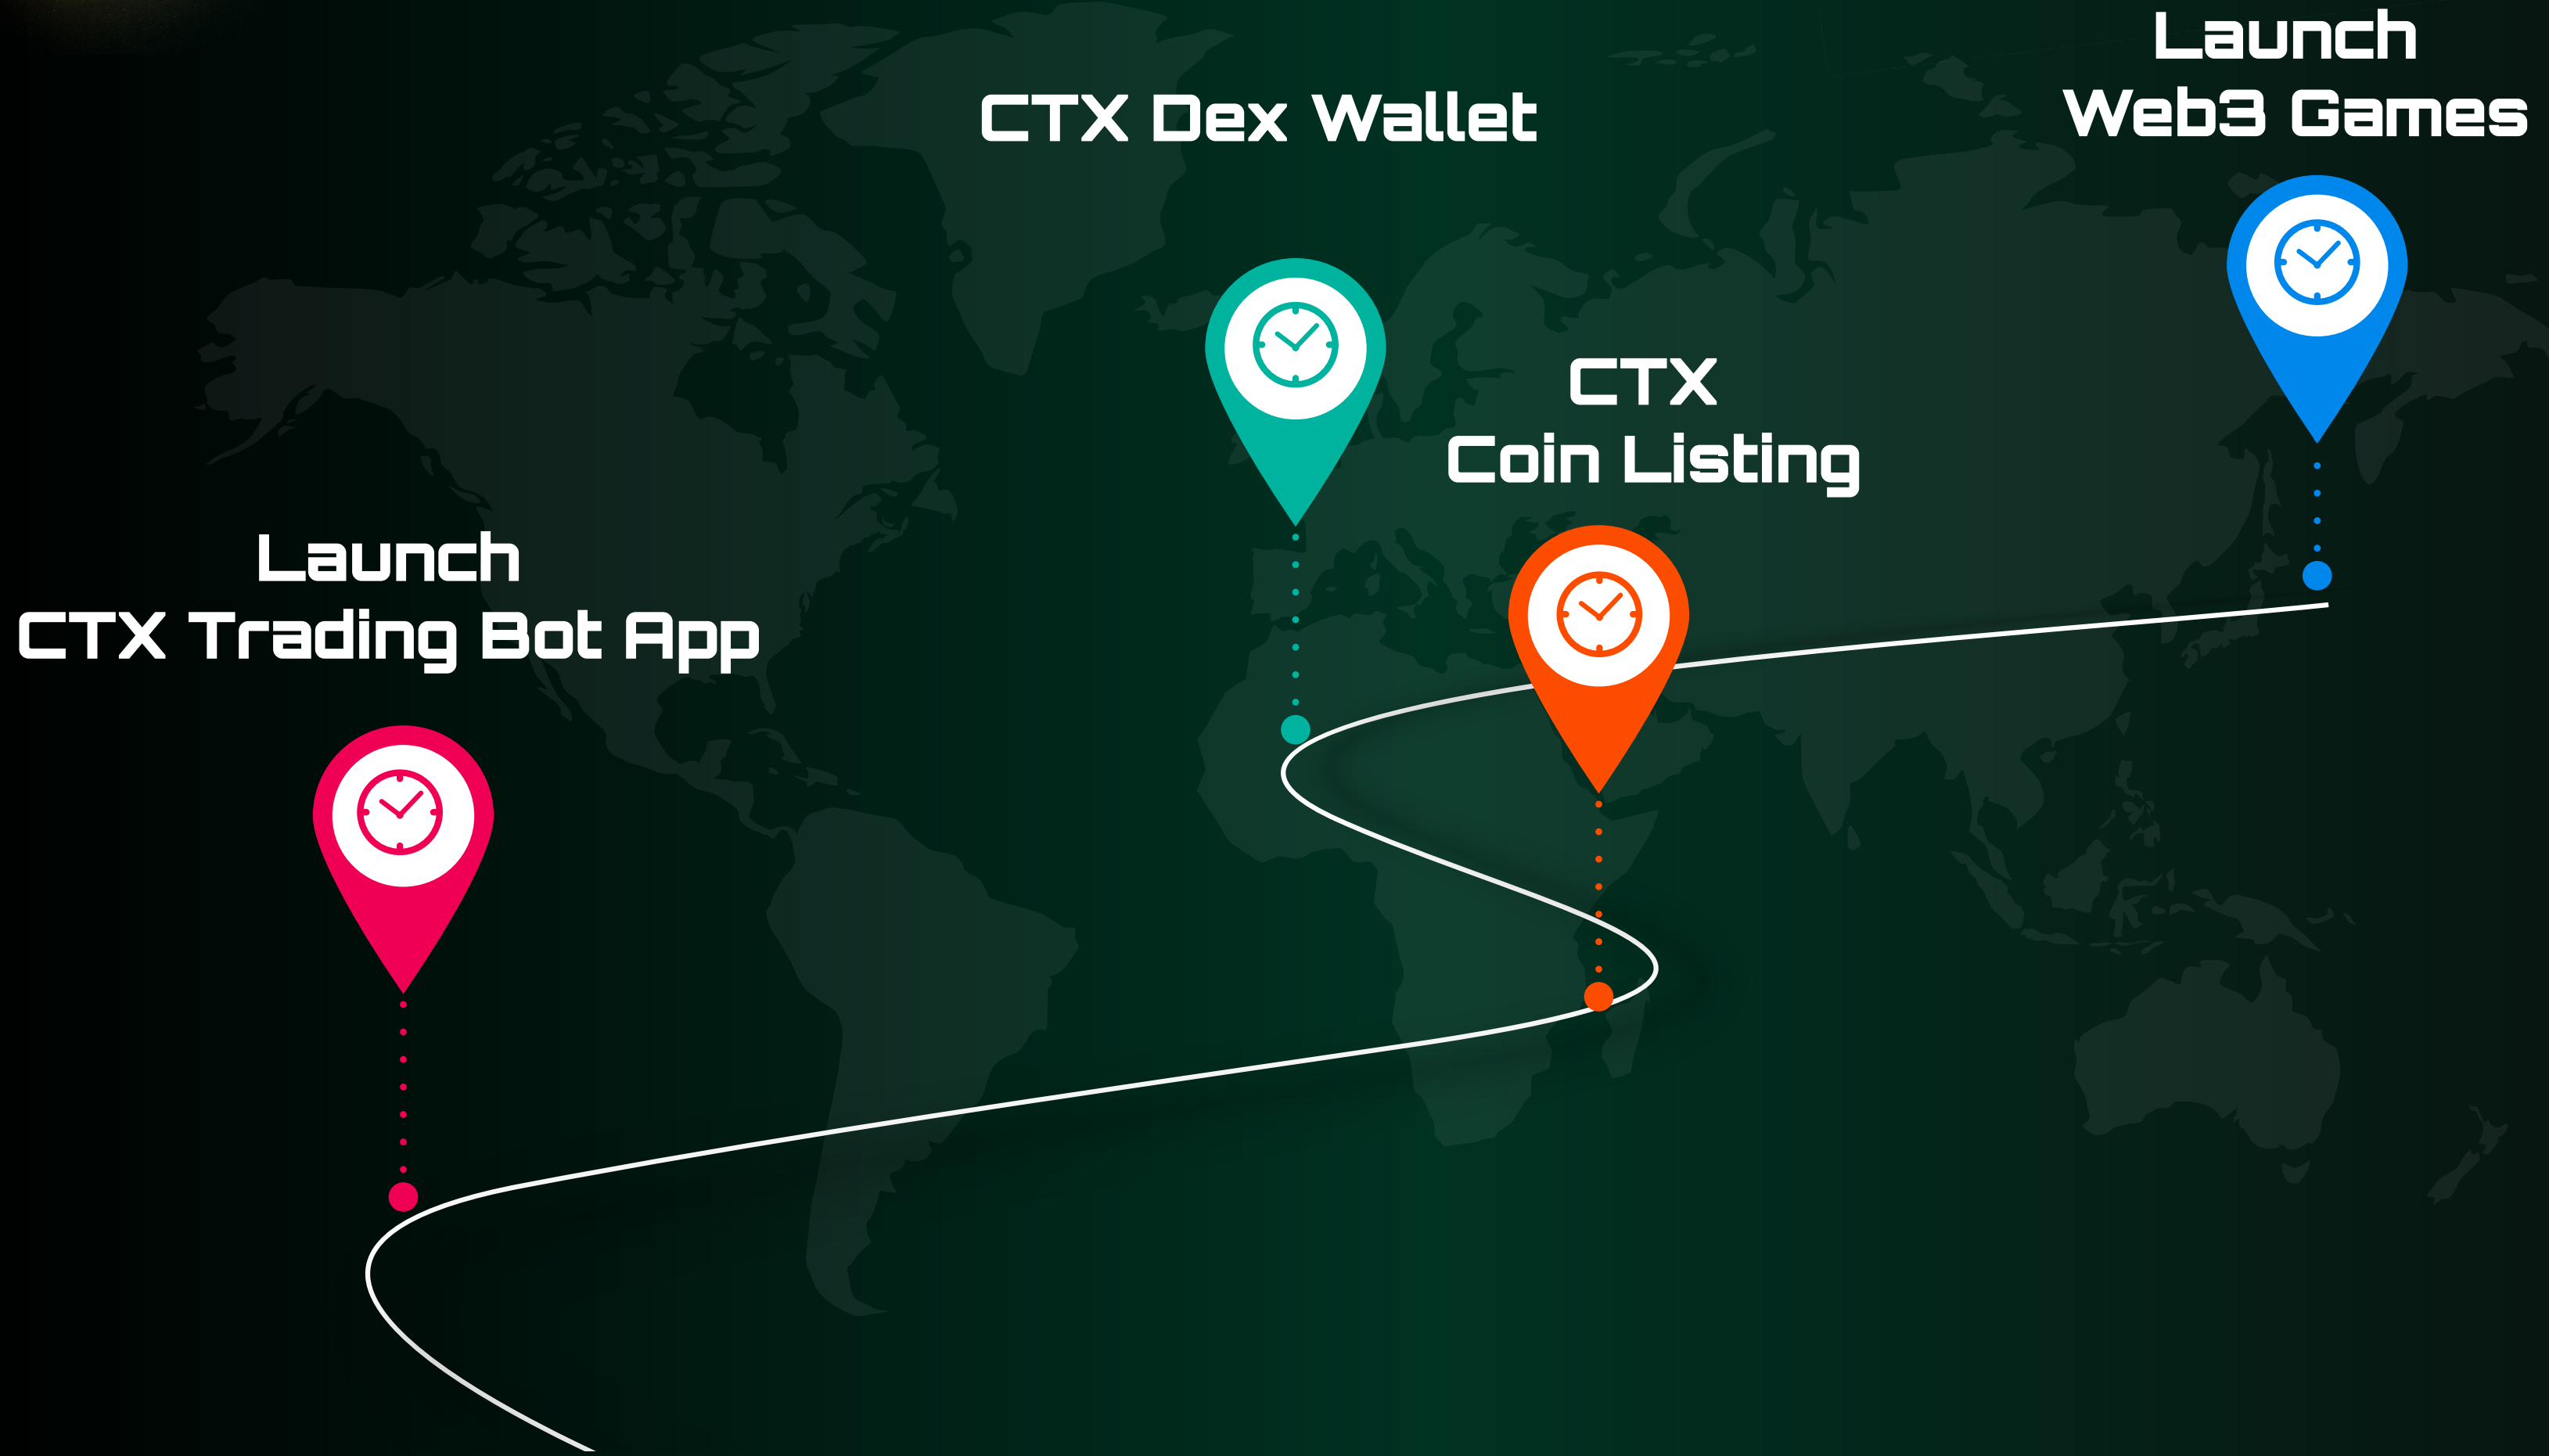 Launch
Web3 Games
CTX Dex Wallet
CTX
Coin Listing
Launch
CTX Trading Bot App